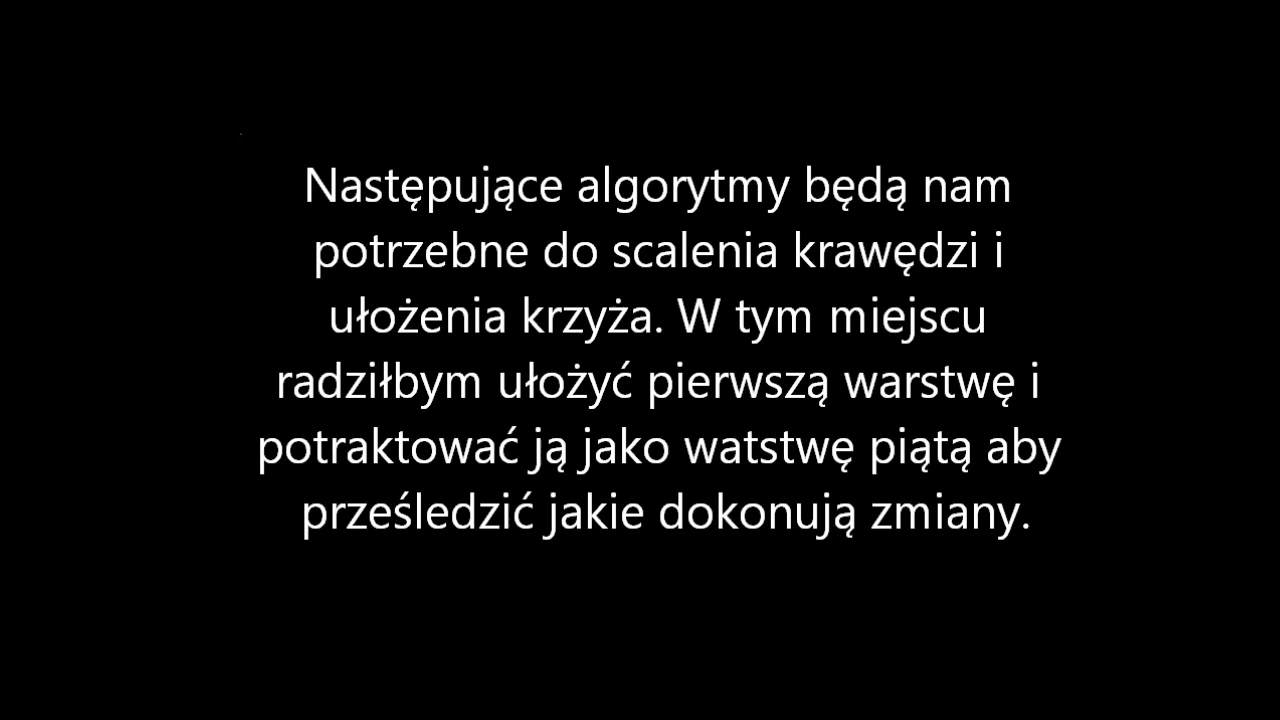 Następujące algorytmy będą nam
potrzebne do scalenia krawędzi i
ułożenia krzyża. W tym miejscu
radziłbym ułożyć pierwszą warstwę i
potraktować ją jako watstwę piątą aby
prześledzić jakie dokonują zmiany.